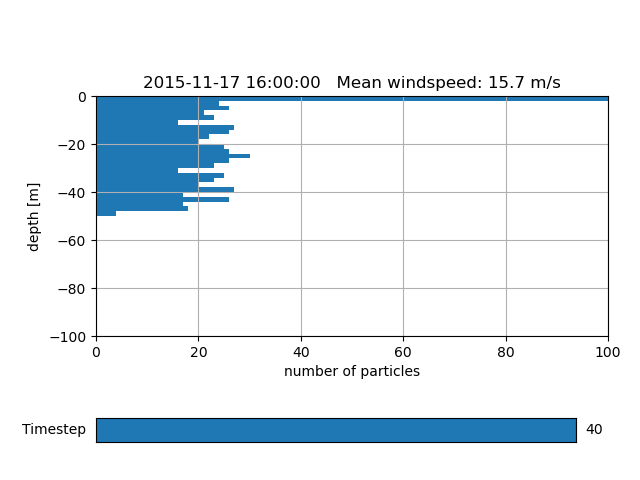 2015-11-17 16:00:00   Mean windspeed: 15.7 m/s
0
−20
−40
−60
−80
−100
depth [m]
0 20 40 60 80 100
number of particles
Timestep 40